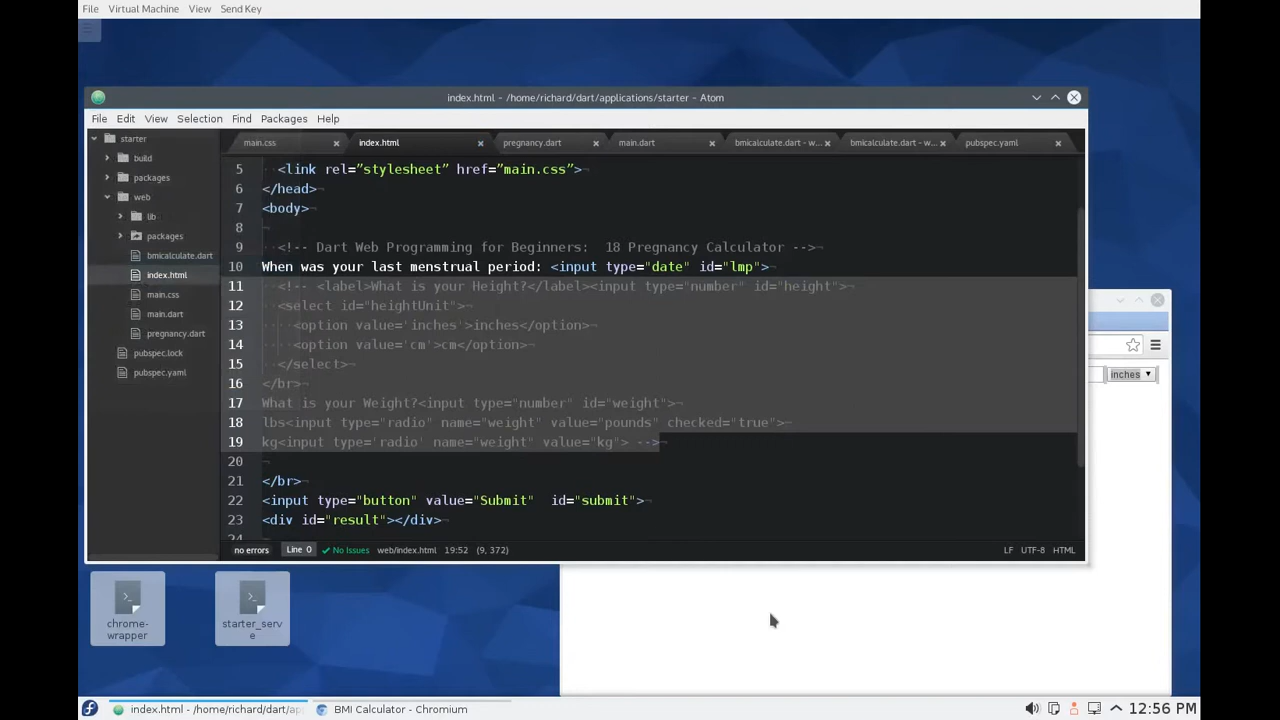 File Virtual Machine View Send Key
index.html - /home/richard/dart/applications/starter - Atom
File Edit View Selection Find Packages Help
starter
build
packages
web
lib
packages
bmicalculate.dart
index.html
main.css
main.dart
pregnancy.dart
pubspec.lock
pubspec.yaml
main.css index.html pregnancy.dart main.dart bmicalculate.dart - w... bmicalculate.dart - w... pubspec.yaml
5 <link rel=”stylesheet” href=”main.css”>
6 </head>
7 <body>
8
9 <!-- Dart Web Programming for Beginners:  18 Pregnancy Calculator -->
10 When was your last menstrual period: <input type="date" id="lmp">
11 <!-- <label>What is your Height?</label><input type="number" id="height">
12 <select id="heightUnit">
13 <option value='inches'>inches</option>
14 <option value='cm'>cm</option>
15 </select>
16 </br>
17 What is your Weight?<input type="number" id="weight">
18 lbs<input type="radio" name="weight" value="pounds" checked="true">
19 kg<input type='radio' name="weight" value="kg"> -->
20
21 </br>
22 <input type="button" value="Submit"  id="submit">
23 <div id="result"></div>
24
no errors Line 0 No Issues web/index.html 19:52 (9, 372) LF UTF-8 HTML
inches
chrome-wrapper
starter_serve
index.html - /home/richard/dart/ap
BMI Calculator - Chromium
12:56 PM